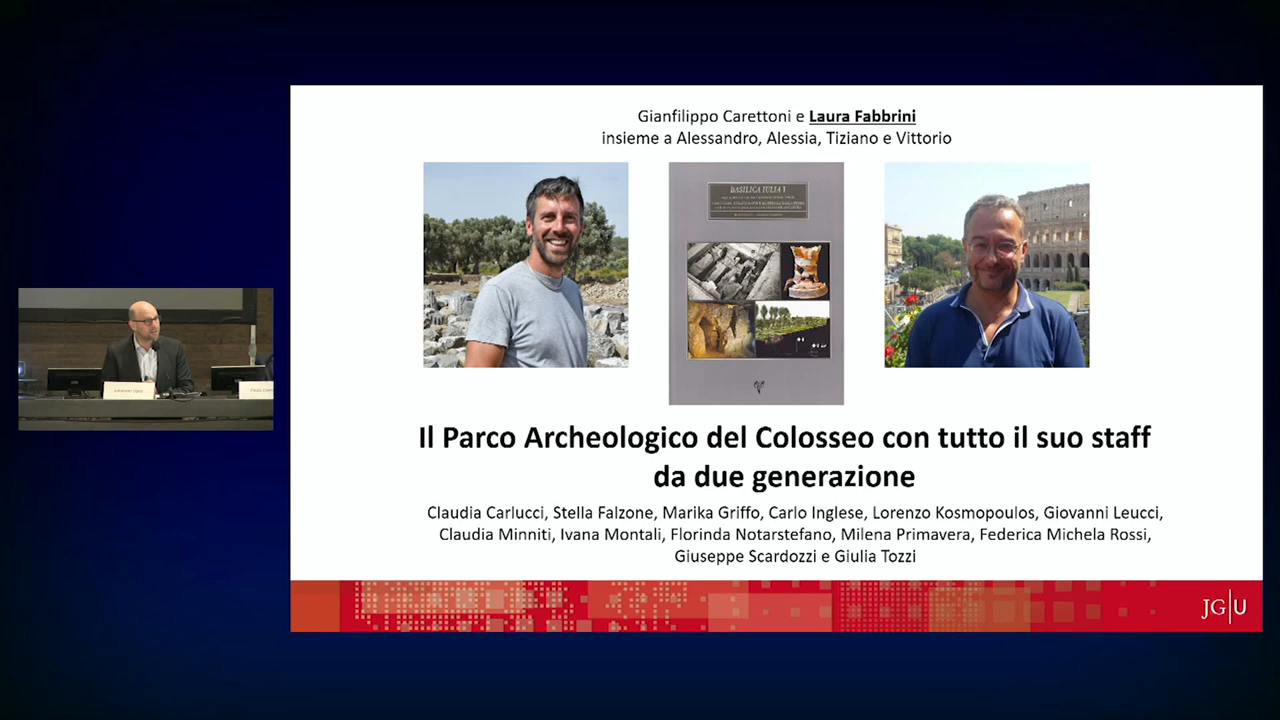 Gianfilippo Carettoni e Laura Fabbrini
insieme a Alessandro, Alessia, Tiziano e Vittorio
BASILICA IULIA I
Il Parco Archeologico del Colosseo con tutto il suo staff
da due generazione
Claudia Carlucci, Stella Falzone, Marika Griffo, Carlo Inglese, Lorenzo Kosmopoulos, Giovanni Leucci,
Claudia Minniti, Ivana Montali, Florinda Notarstefano, Milena Primavera, Federica Michela Rossi,
Giuseppe Scardozzi e Giulia Tozzi
JG|U